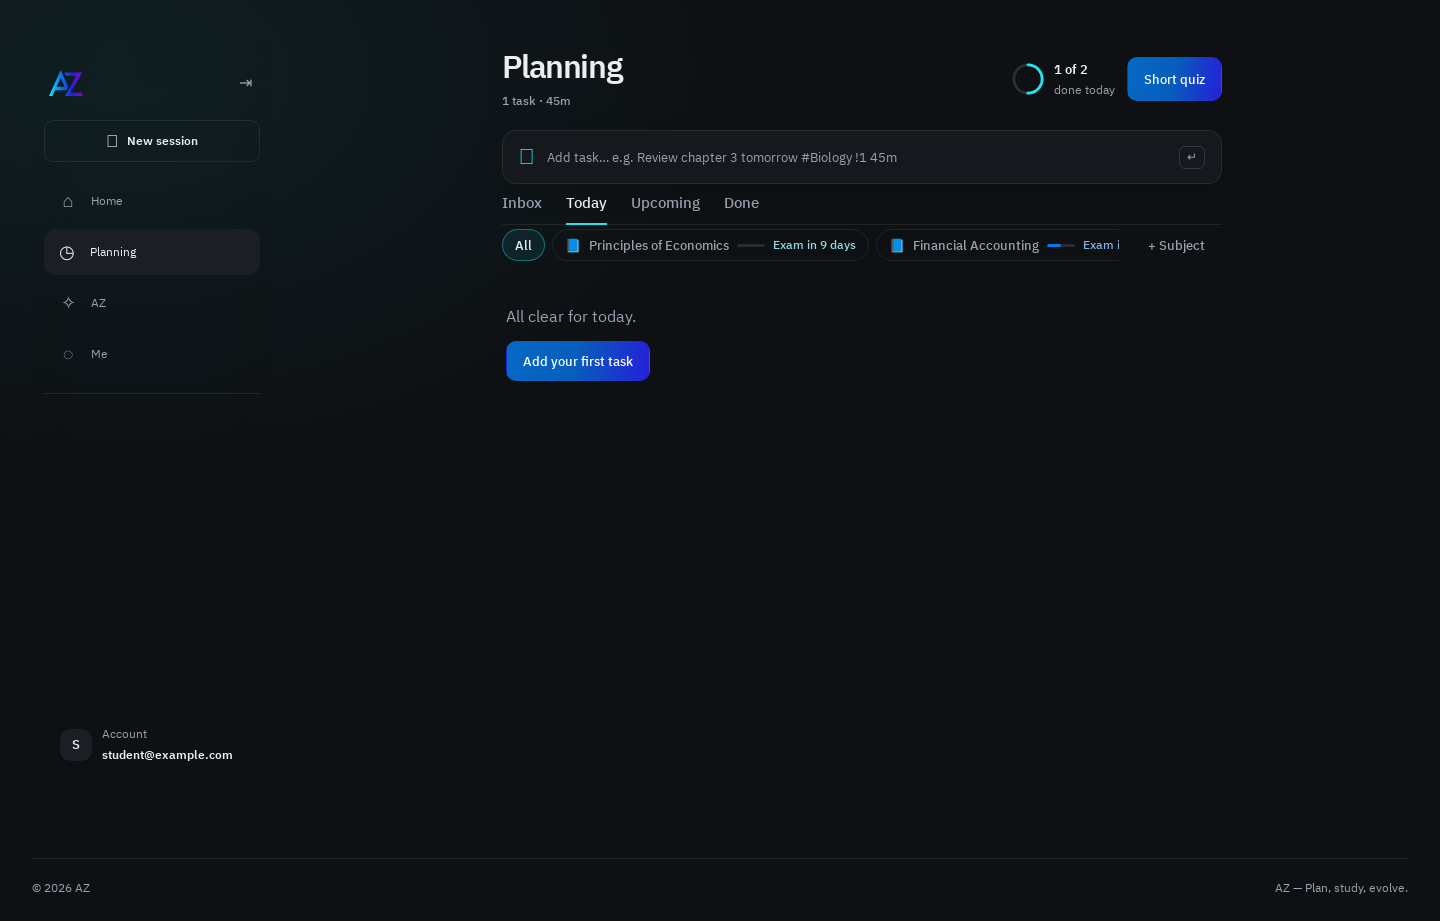 AZ
New session
Home
Planning
AZ
Me
Account
S
student@example.com
Planning
1 task · 45m
1 of 2
done today
Short quiz
Add task... e.g. Review chapter 3 tomorrow #Biology !1 45m
Inbox Today Upcoming Done
All Principles of Economics Exam in 9 days Financial Accounting Exam i + Subject
All clear for today.
Add your first task
© 2026 AZ
AZ — Plan, study, evolve.